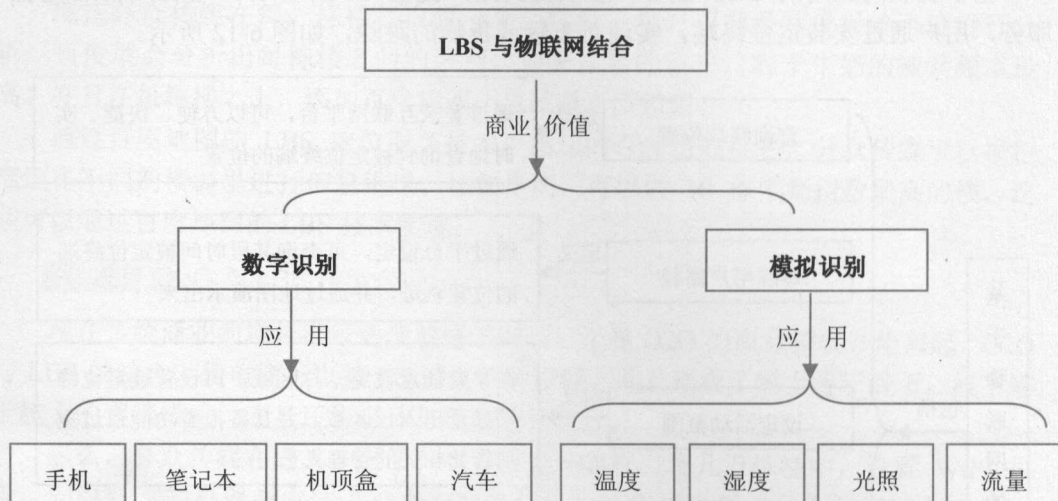 LBS 与物联网结合
商业 价值
数字识别
模拟识别
应 用
应 用
手机
笔记本
机顶盒
汽车
温度
湿度
光照
流量